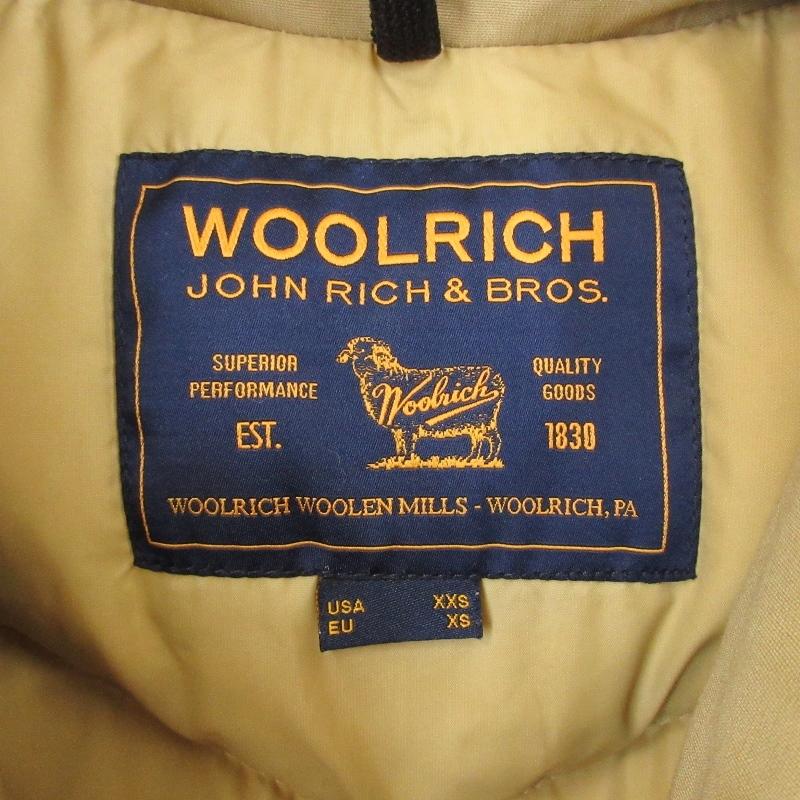 WOOLRICH
JOHN RICH & BROS.
SUPERIOR
PERFORMANCE
EST.
Woolrich
QUALITY
GOODS
1830
WOOLRICH WOOLEN MILLS - WOOLRICH, PA
USA XXS
EU XS